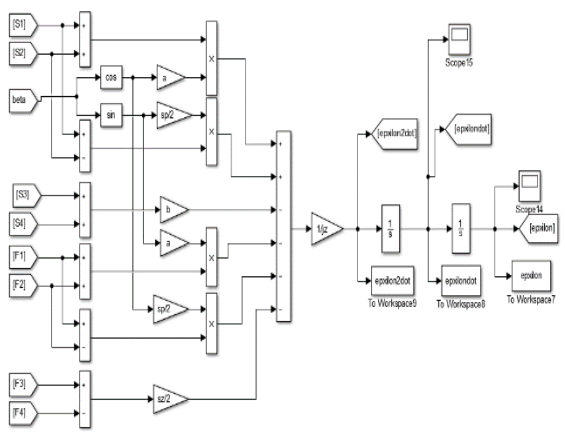 [S1]
[S2]
beta
cos
sin
a
sp/2
[S3]
[S4]
b
a
[F1]
[F2]
sp/2
[F3]
[F4]
sz/2
+
+
+
−
+
+
+
+
+
−
+
−
×
×
×
×
+
+
−
−
−
−
1/jz
1
s
1
s
Scope15
[epxilon2dot]
[epxilondot]
Scope14
[epxilon]
epxilon2dot
To Workspace9
epxilondot
To Workspace8
epxilon
To Workspace7